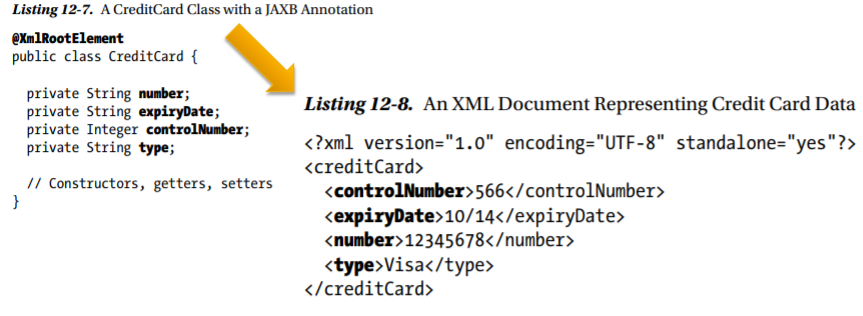 Listing 12-7. A CreditCard Class with a JAXB Annotation
@XmlRootElement
public class CreditCard {
private String number;
private String expiryDate;
private Integer controlNumber;
private String type;
// Constructors, getters, setters
}
Listing 12-8. An XML Document Representing Credit Card Data
<?xml version="1.0" encoding="UTF-8" standalone="yes"?>
<creditCard>
<controlNumber>566</controlNumber>
<expiryDate>10/14</expiryDate>
<number>12345678</number>
<type>Visa</type>
</creditCard>